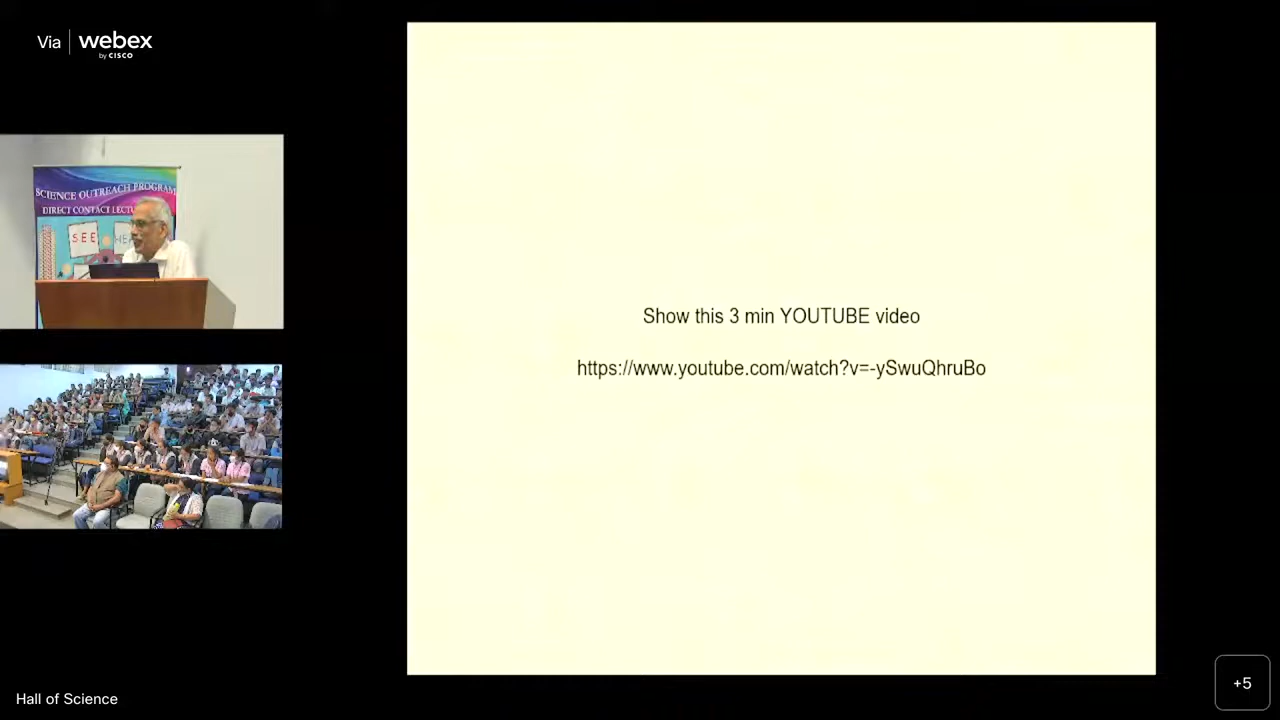 Via webex
by CISCO
SCIENCE OUTREACH PROGRAM
DIRECT CONTACT
SEE
Show this 3 min YOUTUBE video
https://www.youtube.com/watch?v=-ySwuQhruBo
Hall of Science
+5